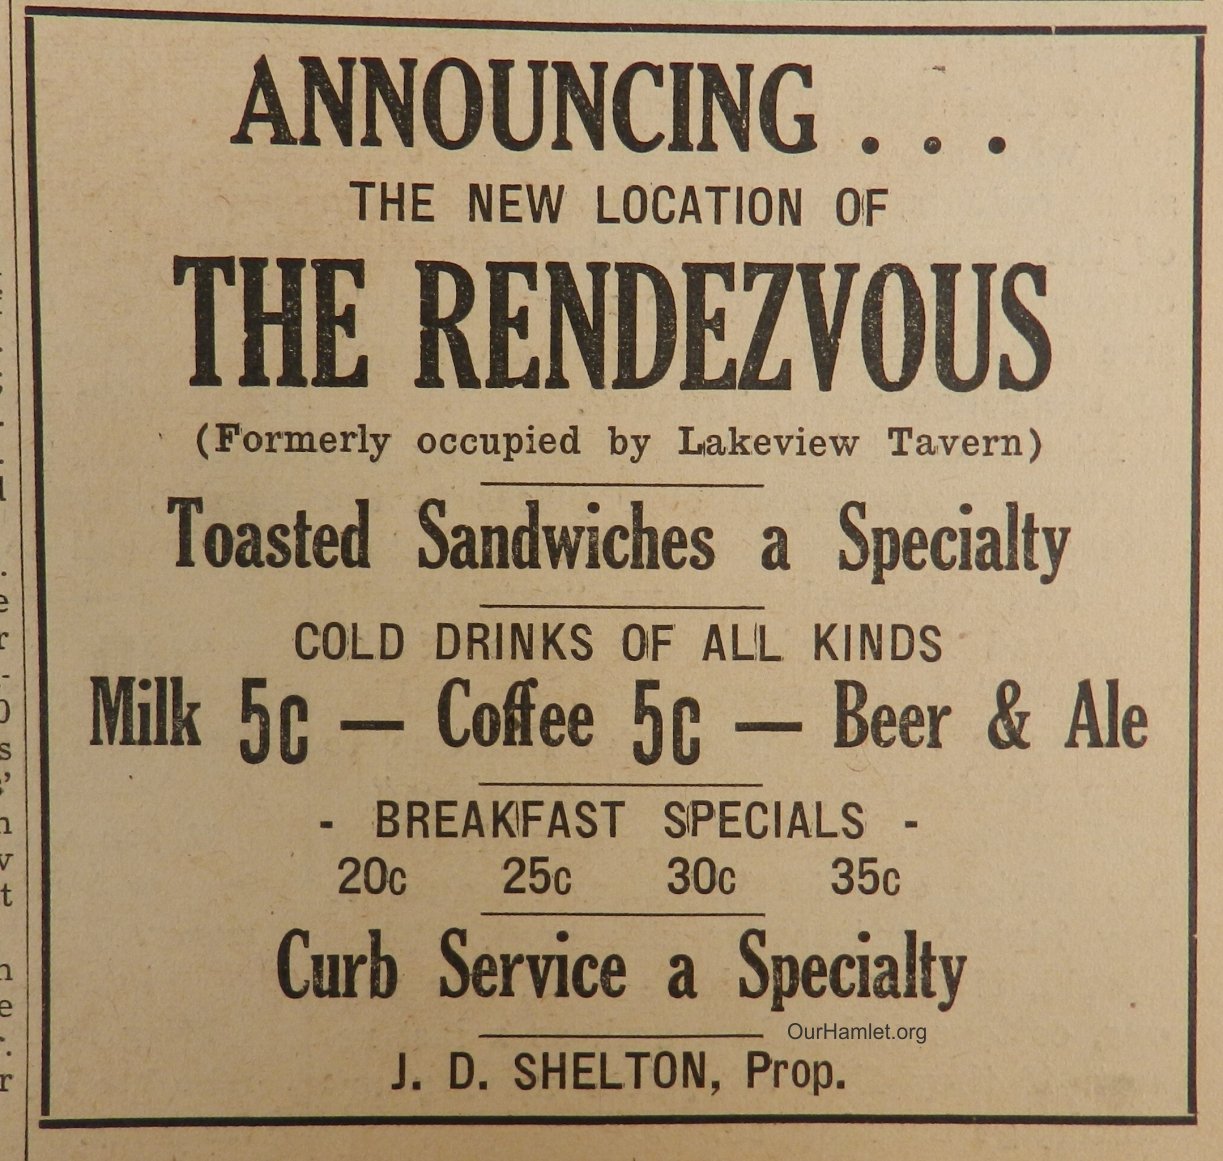 ANNOUNCING . . .
THE NEW LOCATION OF
THE RENDEZVOUS
(Formerly occupied by Lakeview Tavern)
Toasted Sandwiches a Specialty
COLD DRINKS OF ALL KINDS
Milk 5c — Coffee 5c — Beer & Ale
- BREAKFAST SPECIALS -
20c 25c 30c 35c
Curb Service a Specialty
OurHamlet.org
J. D. SHELTON, Prop.